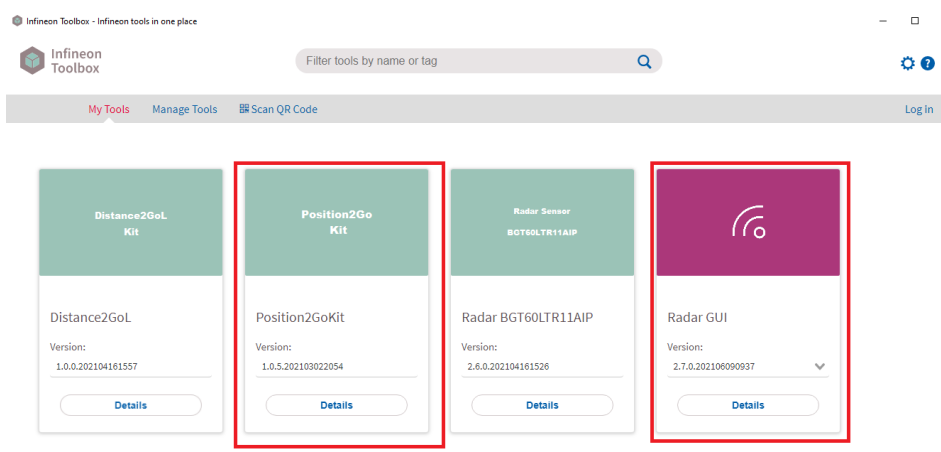 Infineon Toolbox - Infineon tools in one place
Infineon
Toolbox
Filter tools by name or tag
?
My Tools Manage Tools Scan QR Code Log in
Distance2GoL
Kit
Position2Go
Kit
Radar Sensor
BGT60LTR11AIP
Distance2GoL Position2GoKit Radar BGT60LTR11AIP Radar GUI
Version: Version: Version: Version:
1.0.0.202104161557 1.0.5.202103022054 2.6.0.202104161526 2.7.0.202106090937
Details Details Details Details